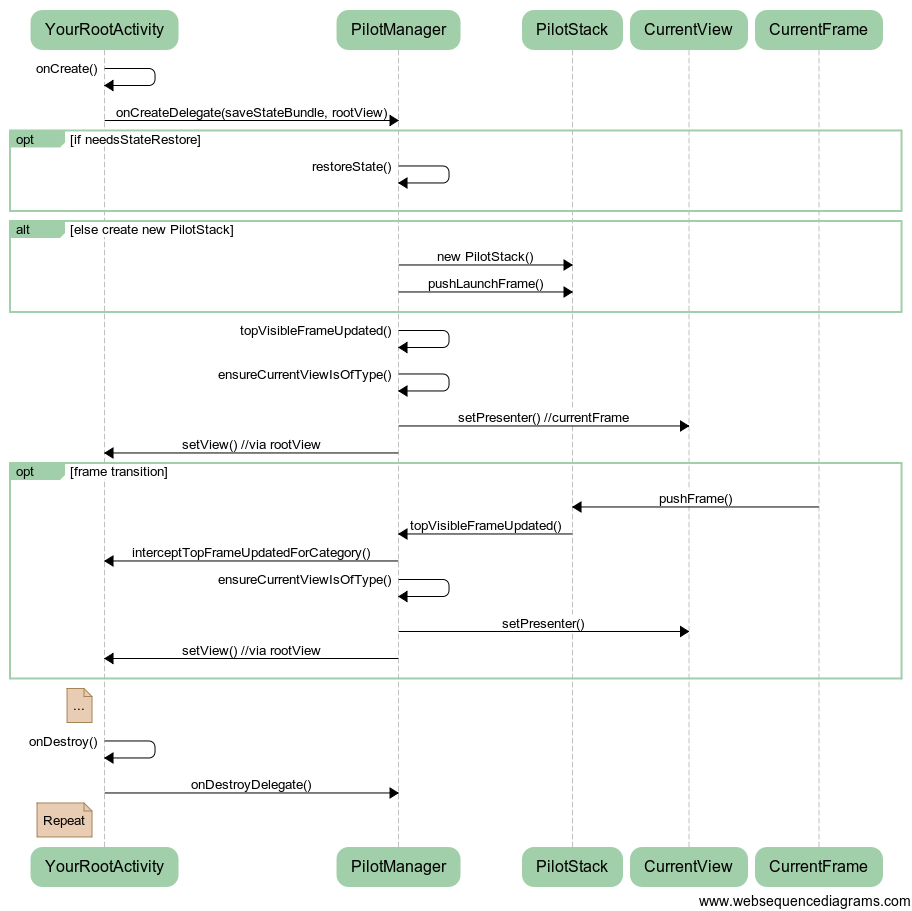 YourRootActivity
PilotManager
PilotStack
CurrentView
CurrentFrame
onCreate()
onCreateDelegate(saveStateBundle, rootView)
opt
[if needsStateRestore]
restoreState()
alt
[else create new PilotStack]
new PilotStack()
pushLaunchFrame()
topVisibleFrameUpdated()
ensureCurrentViewIsOfType()
setPresenter() //currentFrame
setView() //via rootView
opt
[frame transition]
pushFrame()
topVisibleFrameUpdated()
interceptTopFrameUpdatedForCategory()
ensureCurrentViewIsOfType()
setPresenter()
setView() //via rootView
...
onDestroy()
onDestroyDelegate()
Repeat
YourRootActivity
PilotManager
PilotStack
CurrentView
CurrentFrame
www.websequencediagrams.com